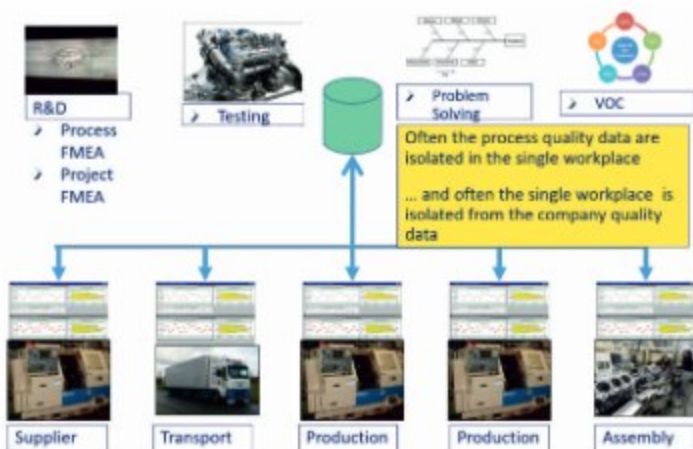 R&D
➢ Process
FMEA
➢ Project
FMEA
➢ Testing
➢ Problem
Solving
➢ VOC
Often the process quality data are
isolated in the single workplace
... and often the single workplace is
isolated from the company quality
data
Supplier
Transport
Production
Production
Assembly